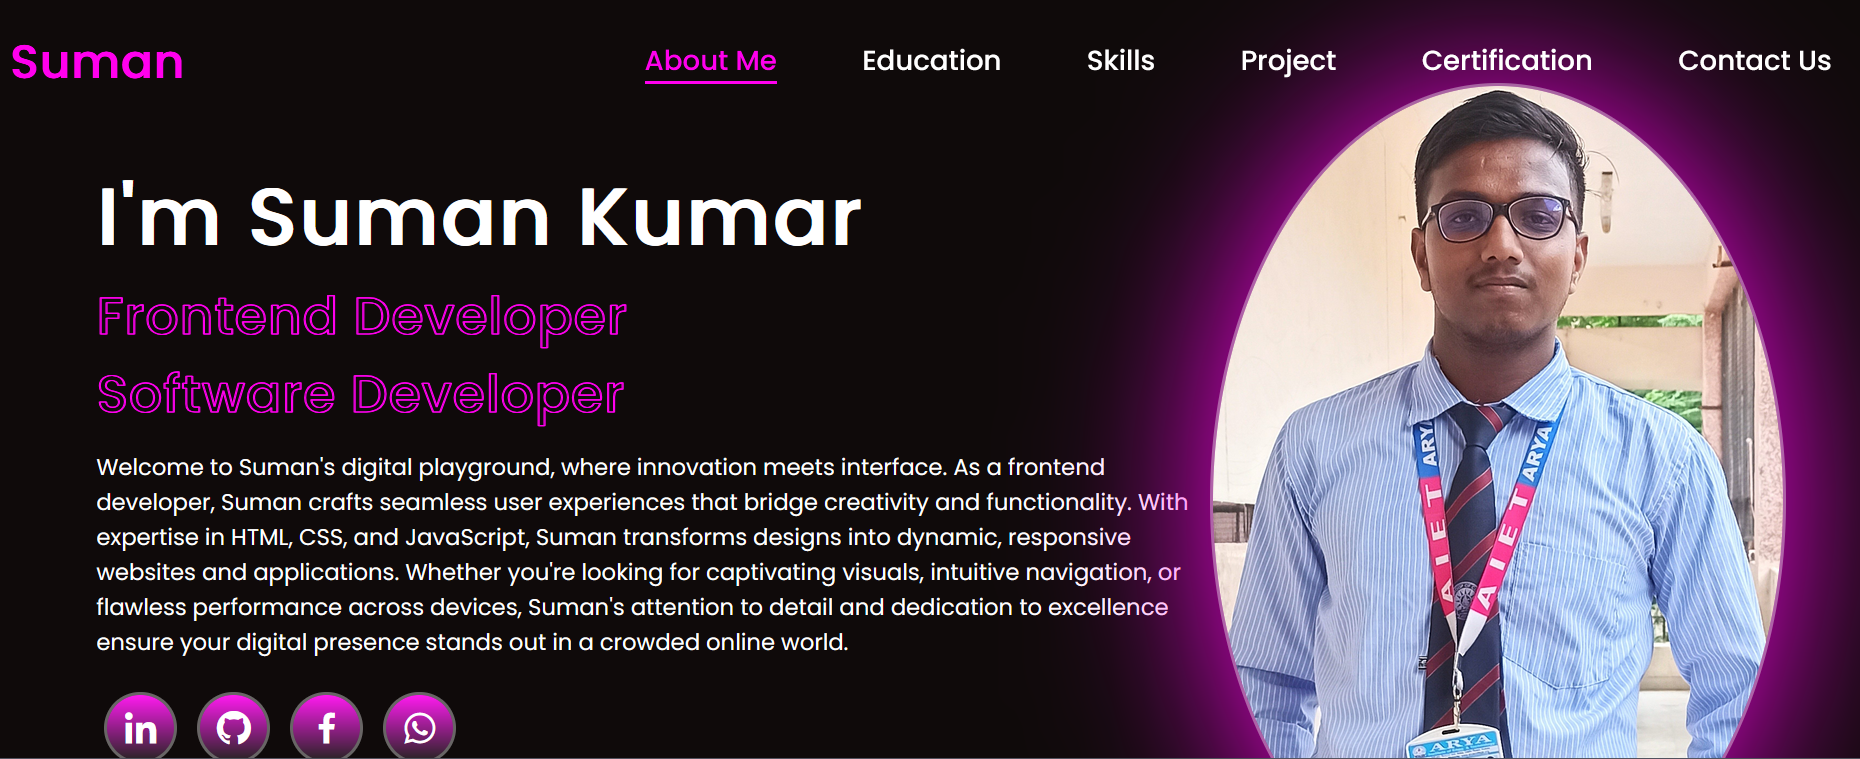 Suman
About Me Education Skills Project Certification Contact Us
I'm Suman Kumar
Frontend Developer
Software Developer
Welcome to Suman's digital playground, where innovation meets interface. As a frontend
developer, Suman crafts seamless user experiences that bridge creativity and functionality. With
expertise in HTML, CSS, and JavaScript, Suman transforms designs into dynamic, responsive
websites and applications. Whether you're looking for captivating visuals, intuitive navigation, or
flawless performance across devices, Suman's attention to detail and dedication to excellence
ensure your digital presence stands out in a crowded online world.
in
f
ARYA
AIET
ARYA
AIET
ARYA